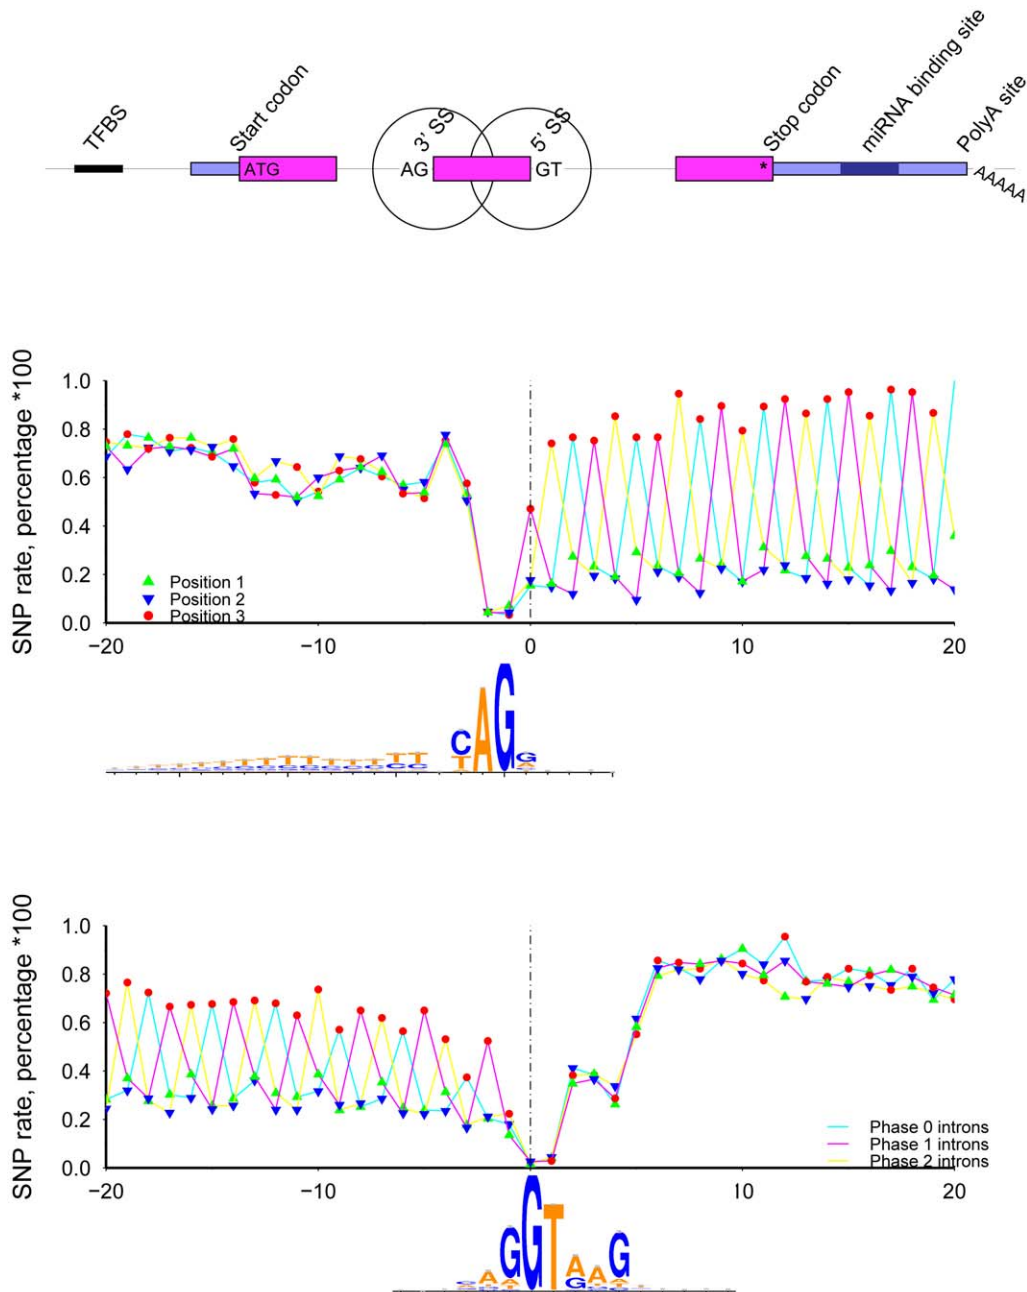 TFBS
Start codon
3' SS
5' SS
Stop codon
miRNA binding site
PolyA site
ATG
AG
GT
*
AAAAA
SNP rate, percentage *100
1.0
0.8
0.6
0.4
0.2
0.0
Position 1
Position 2
Position 3
−20
−10
0
10
20
CAG
SNP rate, percentage *100
1.0
0.8
0.6
0.4
0.2
0.0
Phase 0 introns
Phase 1 introns
Phase 2 introns
−20
−10
10
20
AGGTAAG